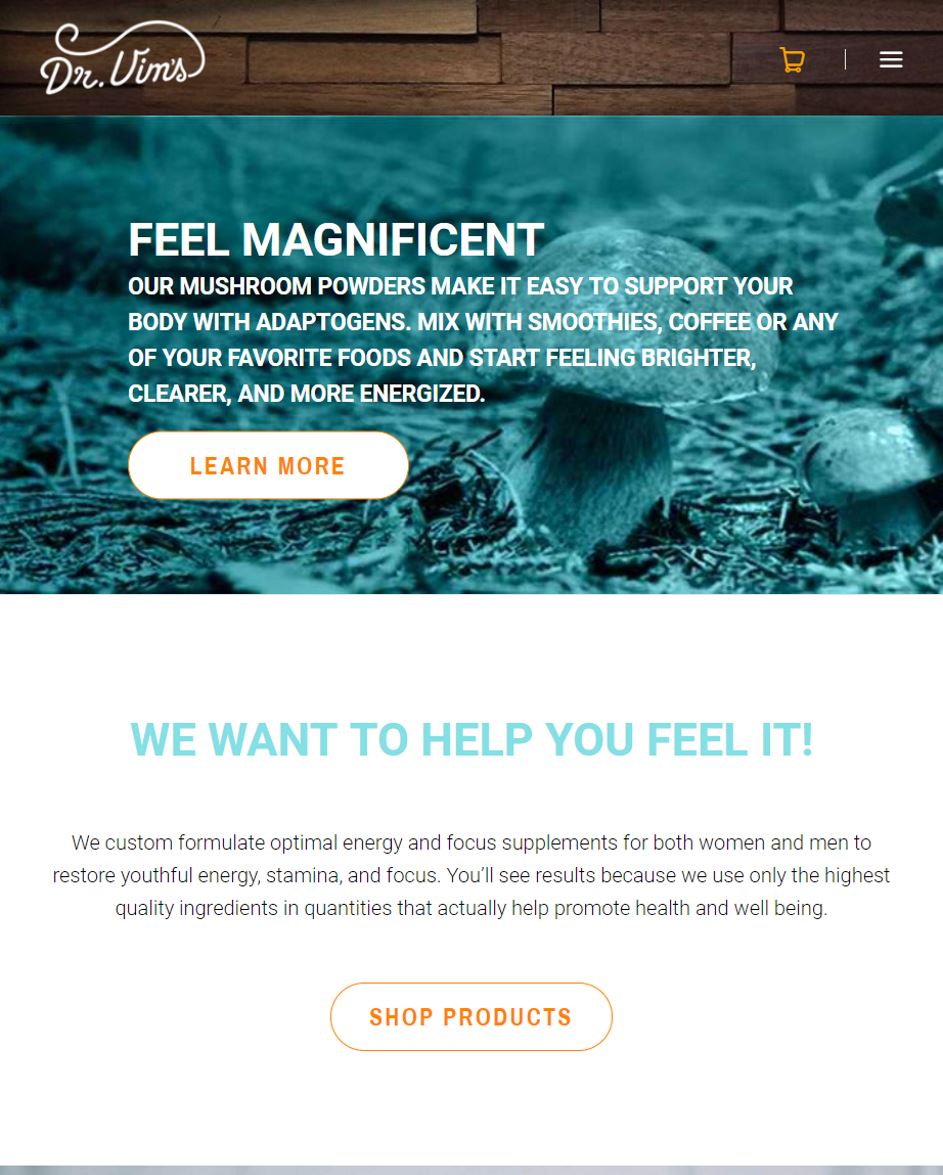 Dr. Vim's
FEEL MAGNIFICENT
OUR MUSHROOM POWDERS MAKE IT EASY TO SUPPORT YOUR
BODY WITH ADAPTOGENS. MIX WITH SMOOTHIES, COFFEE OR ANY
OF YOUR FAVORITE FOODS AND START FEELING BRIGHTER,
CLEARER, AND MORE ENERGIZED.
LEARN MORE
WE WANT TO HELP YOU FEEL IT!
We custom formulate optimal energy and focus supplements for both women and men to
restore youthful energy, stamina, and focus. You’ll see results because we use only the highest
quality ingredients in quantities that actually help promote health and well being.
SHOP PRODUCTS